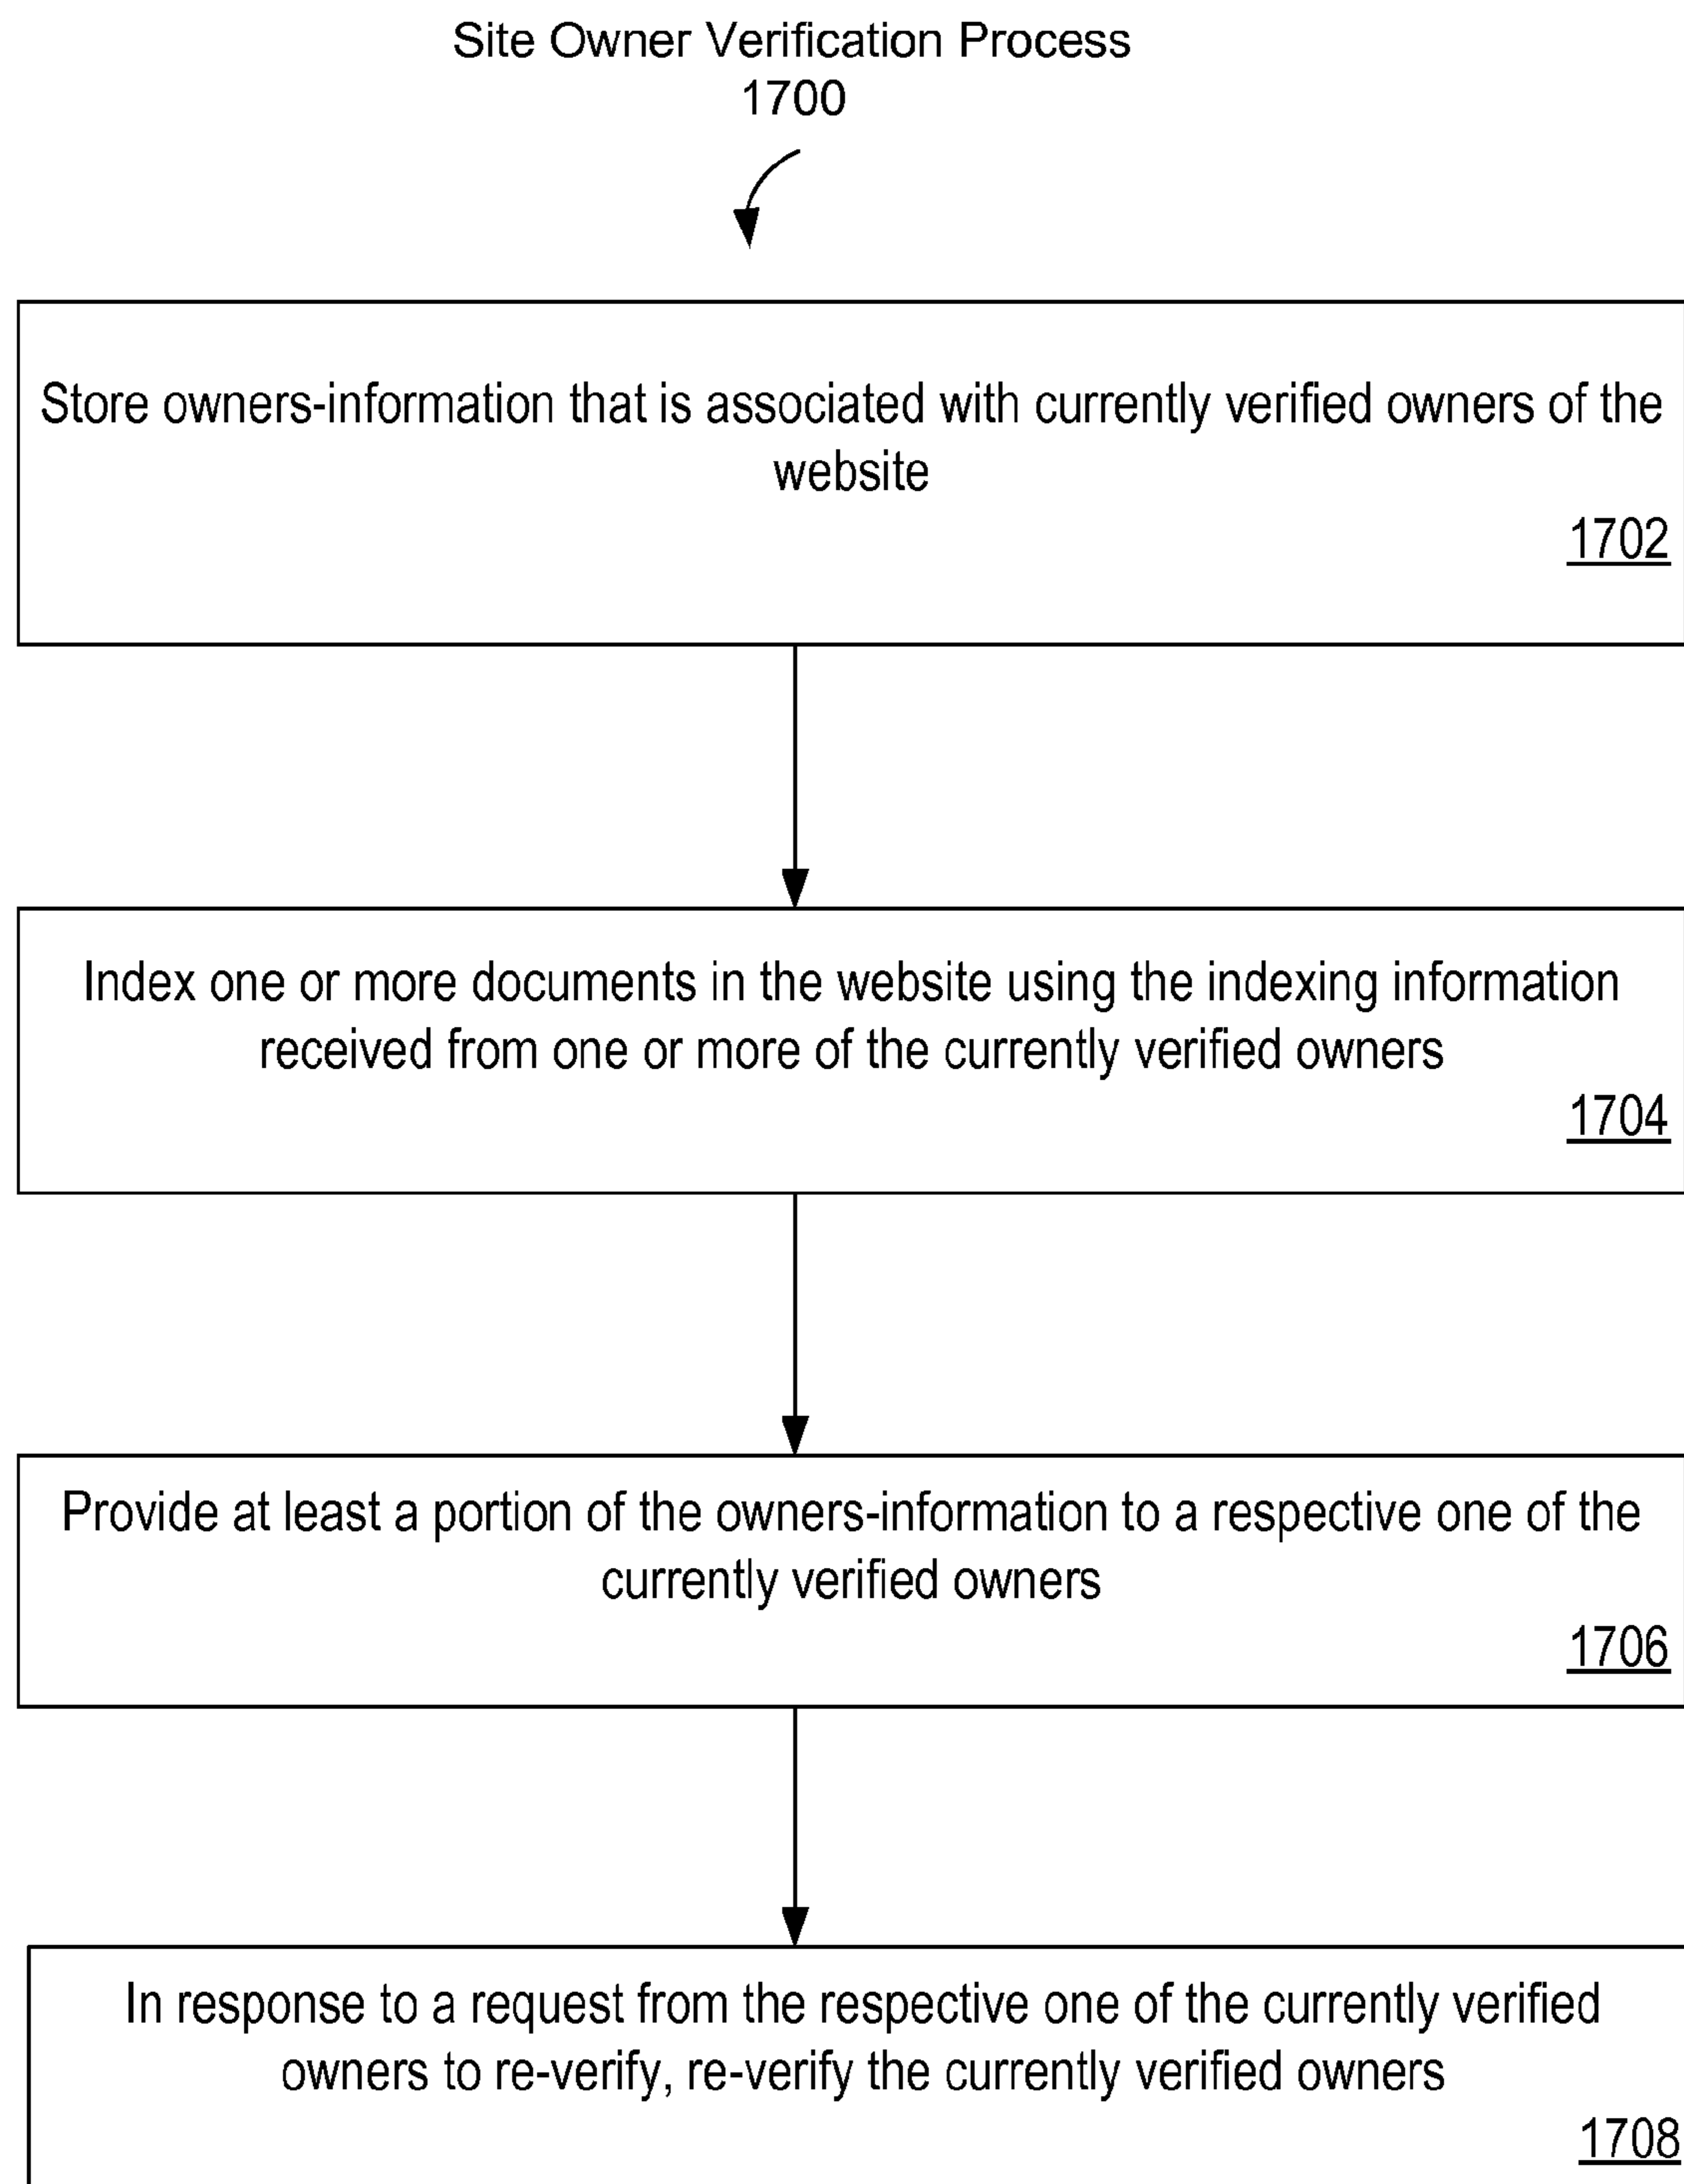 Site Owner Verification Process
1700
Store owners-information that is associated with currently verified owners of the
website
1702
Index one or more documents in the website using the indexing information
received from one or more of the currently verified owners
1704
Provide at least a portion of the owners-information to a respective one of the
currently verified owners
1706
In response to a request from the respective one of the currently verified
owners to re-verify, re-verify the currently verified owners
1708